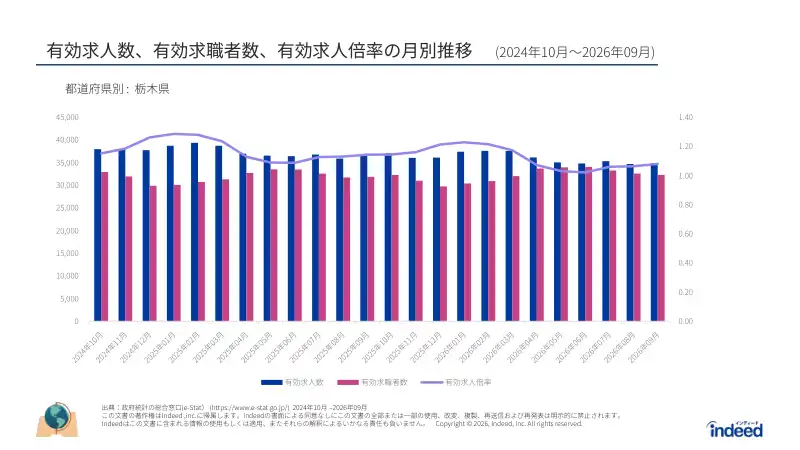 有効求人数、有効求職者数、有効求人倍率の月別推移 (2024年10月～2026年09月)
都道府県別 : 栃木県
45,000
40,000
35,000
30,000
25,000
20,000
15,000
10,000
5,000
0
1.40
1.20
1.00
0.80
0.60
0.40
0.20
0.00
2024年10月
2024年11月
2024年12月
2025年01月
2025年02月
2025年03月
2025年04月
2025年05月
2025年06月
2025年07月
2025年08月
2025年09月
2025年10月
2025年11月
2025年12月
2026年01月
2026年02月
2026年03月
2026年04月
2026年05月
2026年06月
2026年07月
2026年08月
2026年09月
有効求人数 有効求職者数 有効求人倍率
出典：政府統計の総合窓口(e-Stat） (https://www.e-stat.go.jp/) 2024年10月 –2026年09月
この文書の著作権はIndeed,inc.に帰属します。Indeedの書面による同意なしにこの文書の全部または一部の使用、改変、複製、再送信および再発表は明示的に禁止されます。
Indeedはこの文書に含まれる情報の使用もしくは適用、またそれらの解釈によるいかなる責任も負いません。 Copyright © 2026, Indeed, Inc. All rights reserved.
インディード
indeed